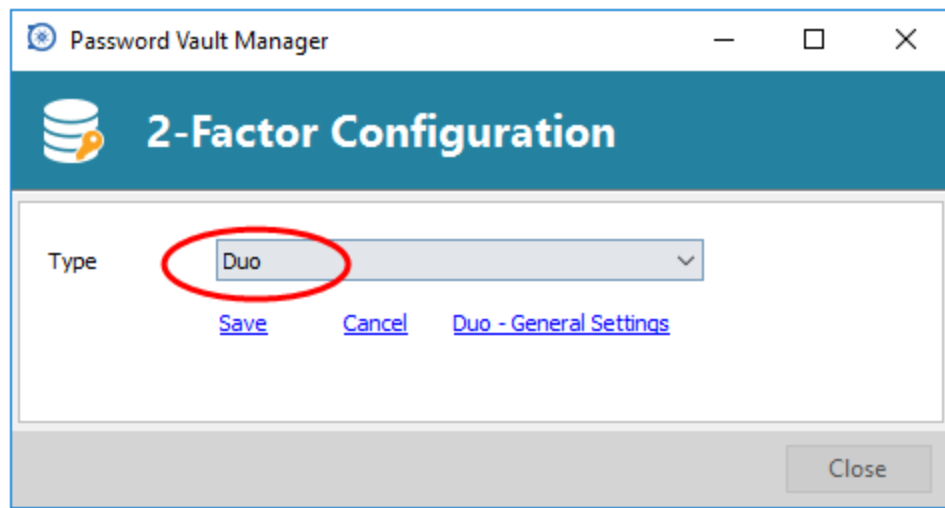 Password Vault Manager
2-Factor Configuration
Type Duo
Save Cancel Duo - General Settings
Close